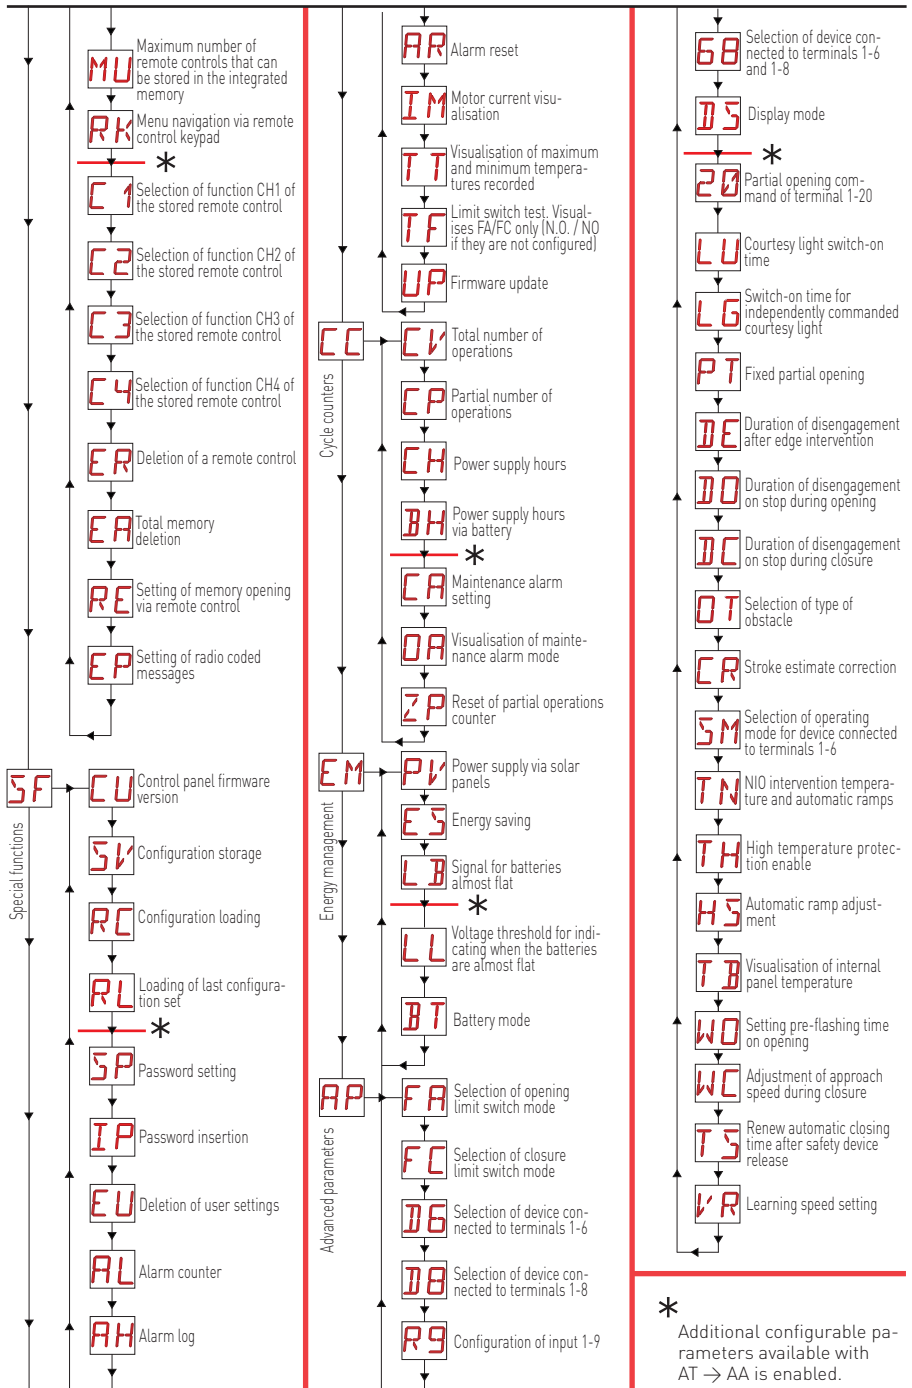 MU
Maximum number of
remote controls that can
be stored in the integrated
memory
RK
Menu navigation via remote
control keypad
*
C1
Selection of function CH1 of
the stored remote control
C2
Selection of function CH2 of
the stored remote control
C3
Selection of function CH3 of
the stored remote control
C4
Selection of function CH4 of
the stored remote control
ER
Deletion of a remote control
EA
Total memory
deletion
RE
Setting of memory opening
via remote control
EP
Setting of radio coded
messages
SF
Special functions
CU
Control panel firmware
version
SV
Configuration storage
RC
Configuration loading
RL
Loading of last configura-
tion set
*
SP
Password setting
IP
Password insertion
EU
Deletion of user settings
AL
Alarm counter
AH
Alarm log
AR
Alarm reset
IM
Motor current visu-
alisation
TT
Visualisation of maximum
and minimum tempera-
tures recorded
TF
Limit switch test. Visual-
ises FA/FC only (N.O. / NO
if they are not configured)
UP
Firmware update
CC
Cycle counters
CV
Total number of
operations
CP
Partial number of
operations
CH
Power supply hours
BH
Power supply hours
via battery
*
CA
Maintenance alarm
setting
OA
Visualisation of mainte-
nance alarm mode
ZP
Reset of partial operations
counter
EM
Energy management
PV
Power supply via solar
panels
ES
Energy saving
LB
Signal for batteries
almost flat
*
LL
Voltage threshold for indi-
cating when the batteries
are almost flat
BT
Battery mode
AP
Advanced parameters
FA
Selection of opening
limit switch mode
FC
Selection of closure
limit switch mode
D6
Selection of device con-
nected to terminals 1-6
D8
Selection of device con-
nected to terminals 1-8
R9
Configuration of input 1-9
68
Selection of device con-
nected to terminals 1-6
and 1-8
DS
Display mode
*
20
Partial opening com-
mand of terminal 1-20
LU
Courtesy light switch-on
time
LG
Switch-on time for
independently commanded
courtesy light
PT
Fixed partial opening
DE
Duration of disengagement
after edge intervention
DO
Duration of disengagement
on stop during opening
DC
Duration of disengagement
on stop during closure
OT
Selection of type of
obstacle
CR
Stroke estimate correction
SM
Selection of operating
mode for device connected
to terminals 1-6
TN
NIO intervention tempera-
ture and automatic ramps
TH
High temperature protec-
tion enable
HS
Automatic ramp adjust-
ment
TB
Visualisation of internal
panel temperature
WO
Setting pre-flashing time
on opening
WC
Adjustment of approach
speed during closure
TS
Renew automatic closing
time after safety device
release
VR
Learning speed setting
*
Additional configurable pa-
rameters available with
AT → AA is enabled.